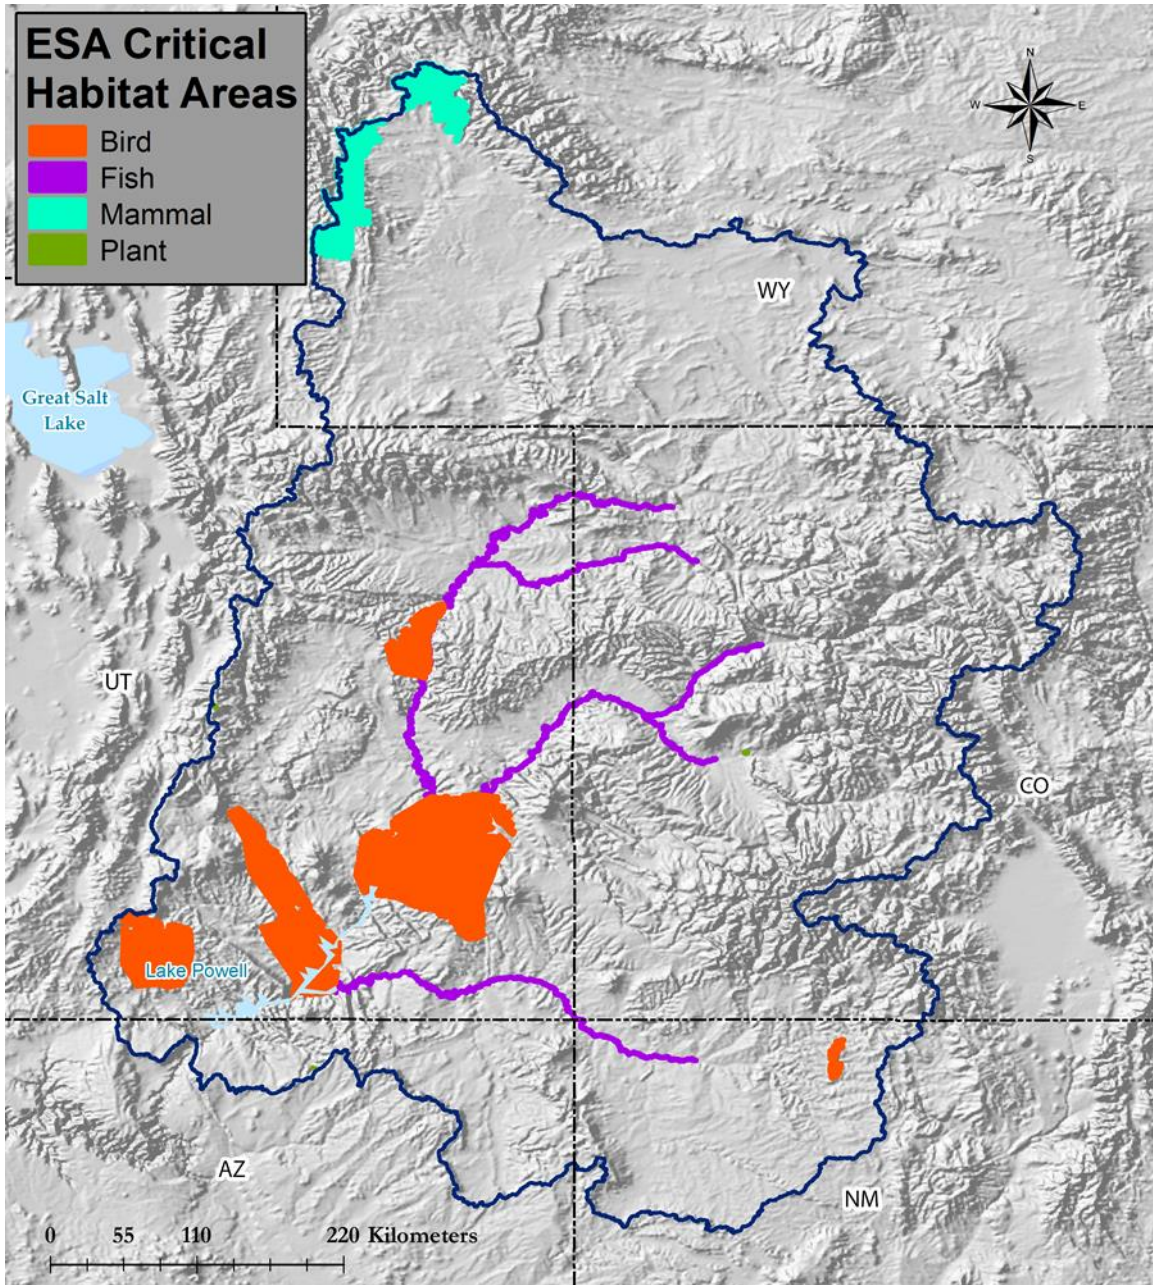 ESA Critical
Habitat Areas
Bird
Fish
Mammal
Plant
N
W
E
S
WY
Great Salt
Lake
UT
CO
Lake Powell
AZ
NM
0 55 110 220 Kilometers